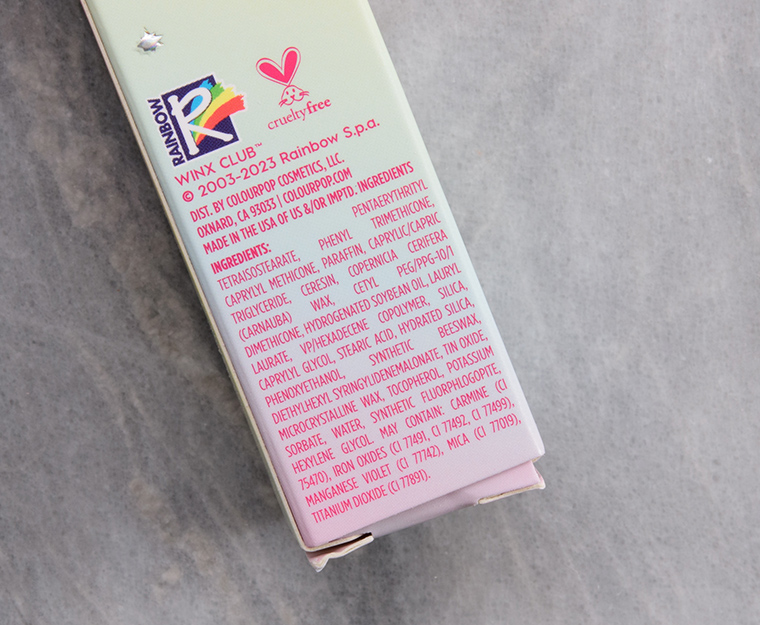 RAINBOW
R
crueltyfree
WINX CLUB™
© 2003-2023 Rainbow S.p.a.
DIST. BY COLOURPOP COSMETICS, LLC.
OXNARD, CA 93033 | COLOURPOP.COM
MADE IN THE USA OF US &/OR IMPTD. INGREDIENTS
INGREDIENTS: PENTAERYTHRITYL
TETRAISOSTEARATE, PHENYL TRIMETHICONE,
CAPRYLYL METHICONE, PARAFFIN, CAPRYLIC/CAPRIC
TRIGLYCERIDE, CERESIN, COPERNICIA CERIFERA
(CARNAUBA) WAX, CETYL PEG/PPG-10/1
DIMETHICONE, HYDROGENATED SOYBEAN OIL, LAURYL
LAURATE, VP/HEXADECENE COPOLYMER, SILICA,
CAPRYLYL GLYCOL, STEARIC ACID, HYDRATED SILICA,
PHENOXYETHANOL, SYNTHETIC BEESWAX,
DIETHYLHEXYL SYRINGYLDENEMALONATE, TIN OXIDE,
MICROCRYSTALLINE WAX, TOCOPHEROL, POTASSIUM
SORBATE, WATER, SYNTHETIC FLUORPHLOGOPITE,
HEXYLENE GLYCOL MAY CONTAIN: CARMINE (CI
75470), IRON OXIDES (CI 77491, CI 77492, CI 77499),
MANGANESE VIOLET (CI 77742), MICA (CI 77019),
TITANIUM DIOXIDE (CI 77891).